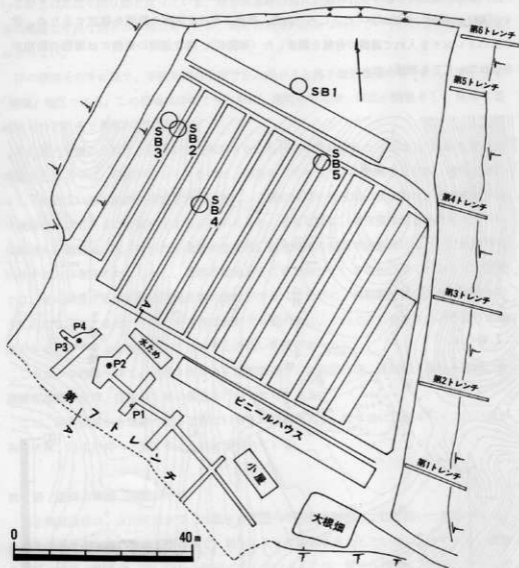 第6トレンチ
第5トレンチ
SB1
SB3
SB2
SB5
SB4
第4トレンチ
第3トレンチ
P4
P3
P2
水ため
第2トレンチ
P1
ビニールハウス
第7トレンチ
第1トレンチ
小屋
大根畑
0 40m